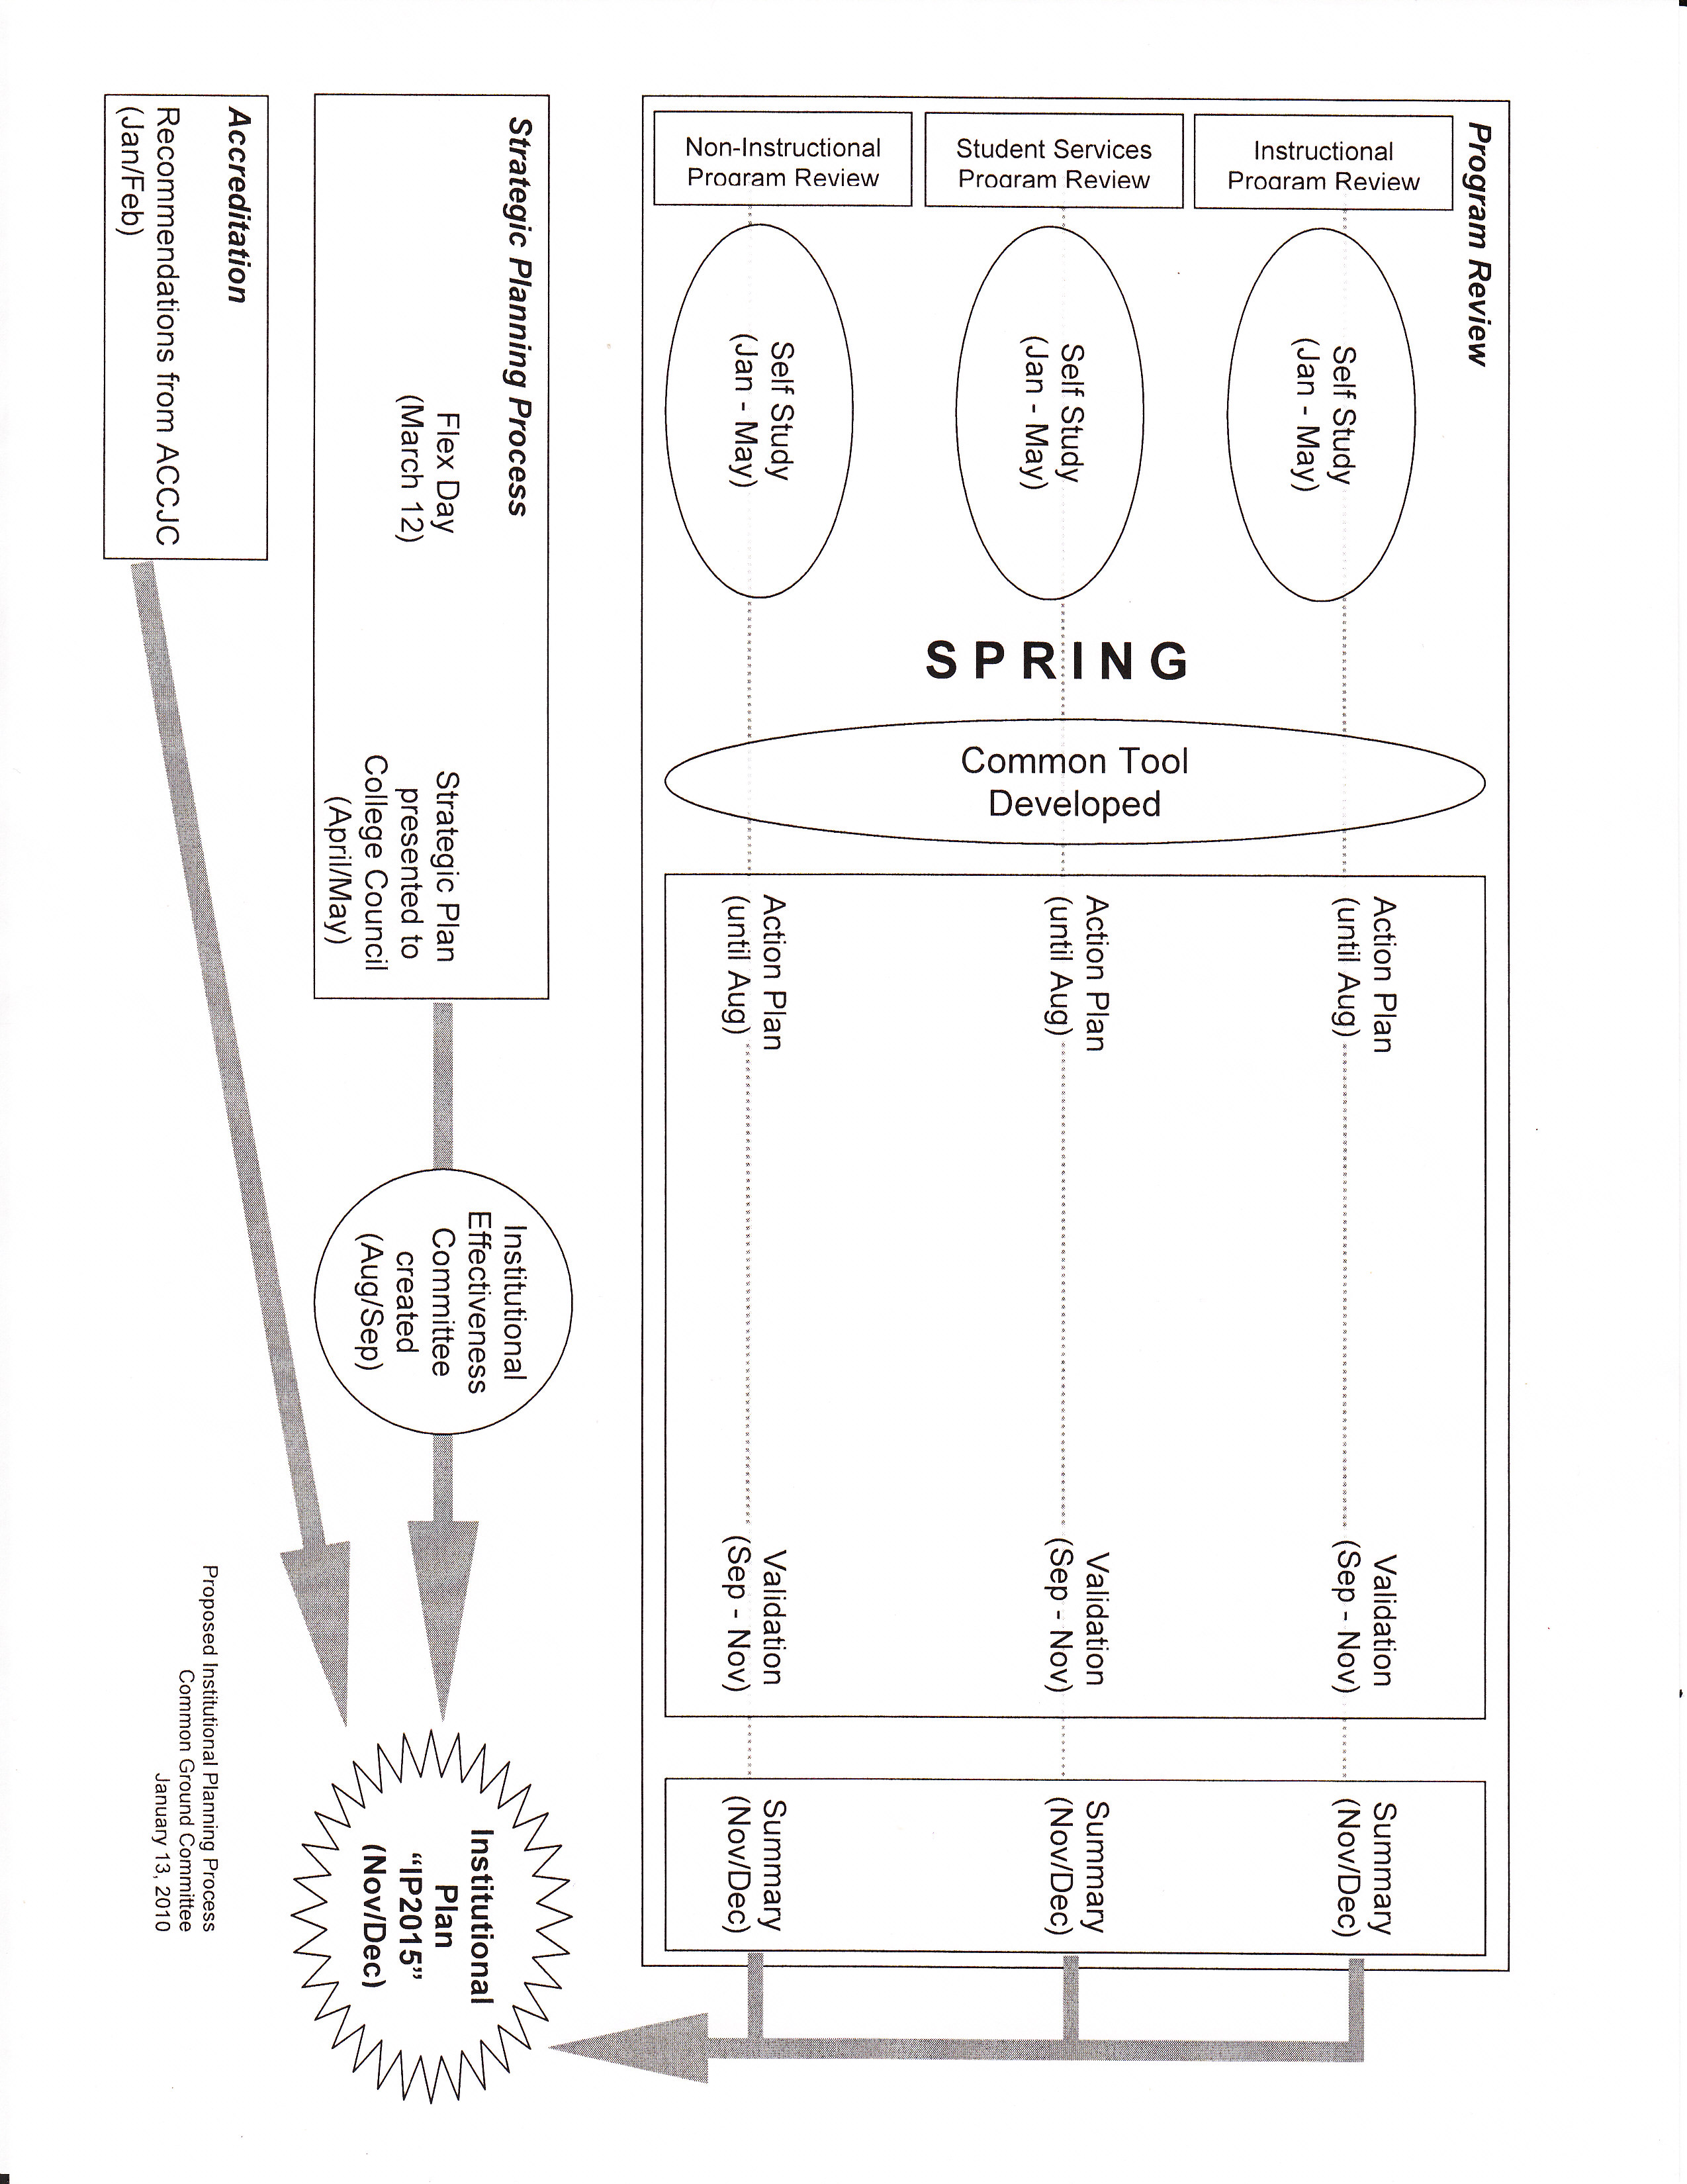 Program Review
Instructional
Program Review
Self Study
(Jan - May)
Action Plan
(until Aug)
Validation
(Sep - Nov)
Summary
(Nov/Dec)
Student Services
Program Review
Self Study
(Jan - May)
Action Plan
(until Aug)
Validation
(Sep - Nov)
Summary
(Nov/Dec)
Non-Instructional
Program Review
Self Study
(Jan - May)
Action Plan
(until Aug)
Validation
(Sep - Nov)
Summary
(Nov/Dec)
SPRING
Common Tool
Developed
Strategic Planning Process
Flex Day
(March 12)
Strategic Plan
presented to
College Council
(April/May)
Institutional
Effectiveness
Committee
created
(Aug/Sep)
Institutional
Plan
“IP2015”
(Nov/Dec)
Accreditation
Recommendations from ACCJC
(Jan/Feb)
Proposed Institutional Planning Process
Common Ground Committee
January 13, 2010